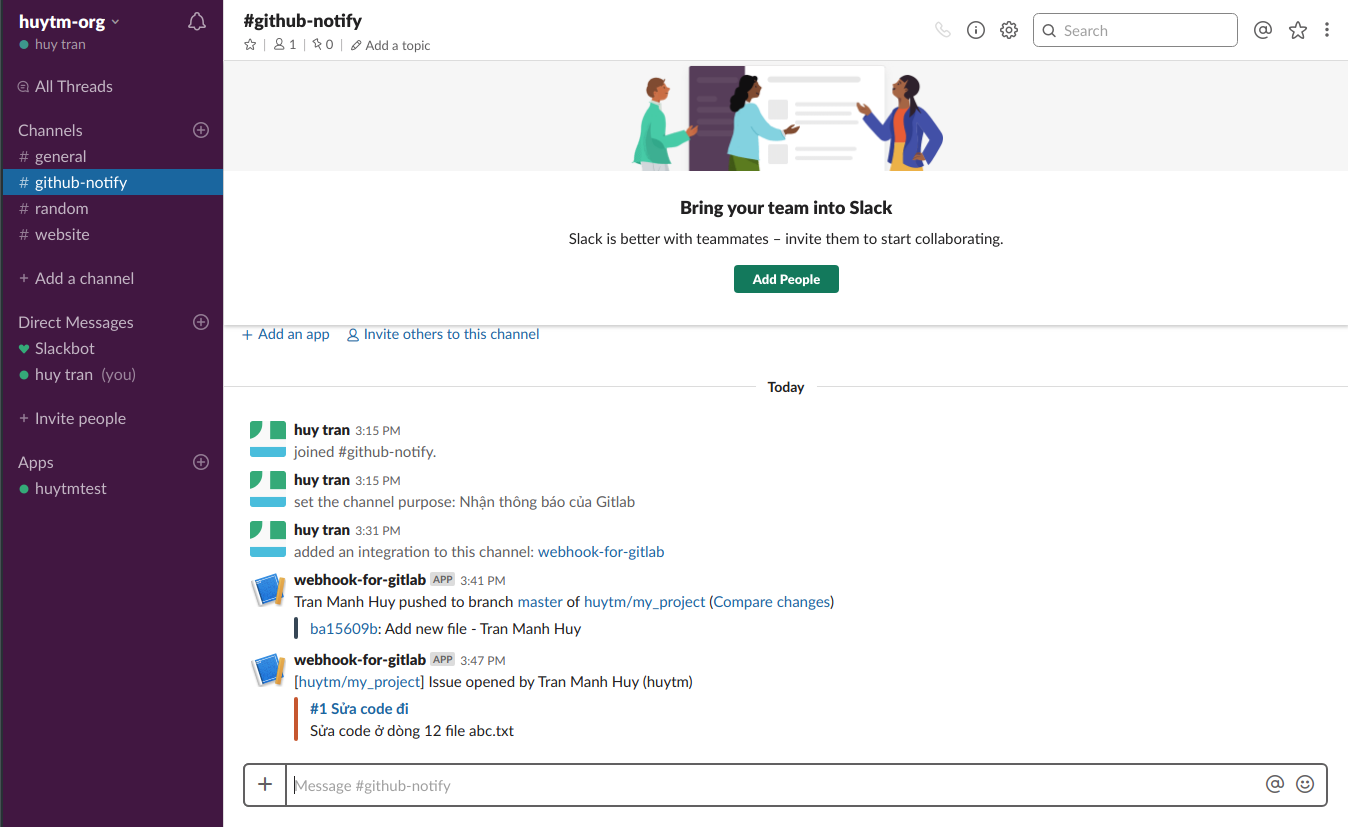 huytm-org
huy tran
All Threads
Channels
# general
# github-notify
# random
# website
+ Add a channel
Direct Messages
Slackbot
huy tran (you)
+ Invite people
Apps
huytmtest
#github-notify
1 | 0 | Add a topic
Search
Bring your team into Slack
Slack is better with teammates – invite them to start collaborating.
Add People
+ Add an app Invite others to this channel
Today
huy tran 3:15 PM
joined #github-notify.
huy tran 3:15 PM
set the channel purpose: Nhận thông báo của Gitlab
huy tran 3:31 PM
added an integration to this channel: webhook-for-gitlab
webhook-for-gitlab APP 3:41 PM
Tran Manh Huy pushed to branch master of huytm/my_project (Compare changes)
ba15609b: Add new file - Tran Manh Huy
webhook-for-gitlab APP 3:47 PM
[huytm/my_project] Issue opened by Tran Manh Huy (huytm)
#1 Sửa code đi
Sửa code ở dòng 12 file abc.txt
Message #github-notify